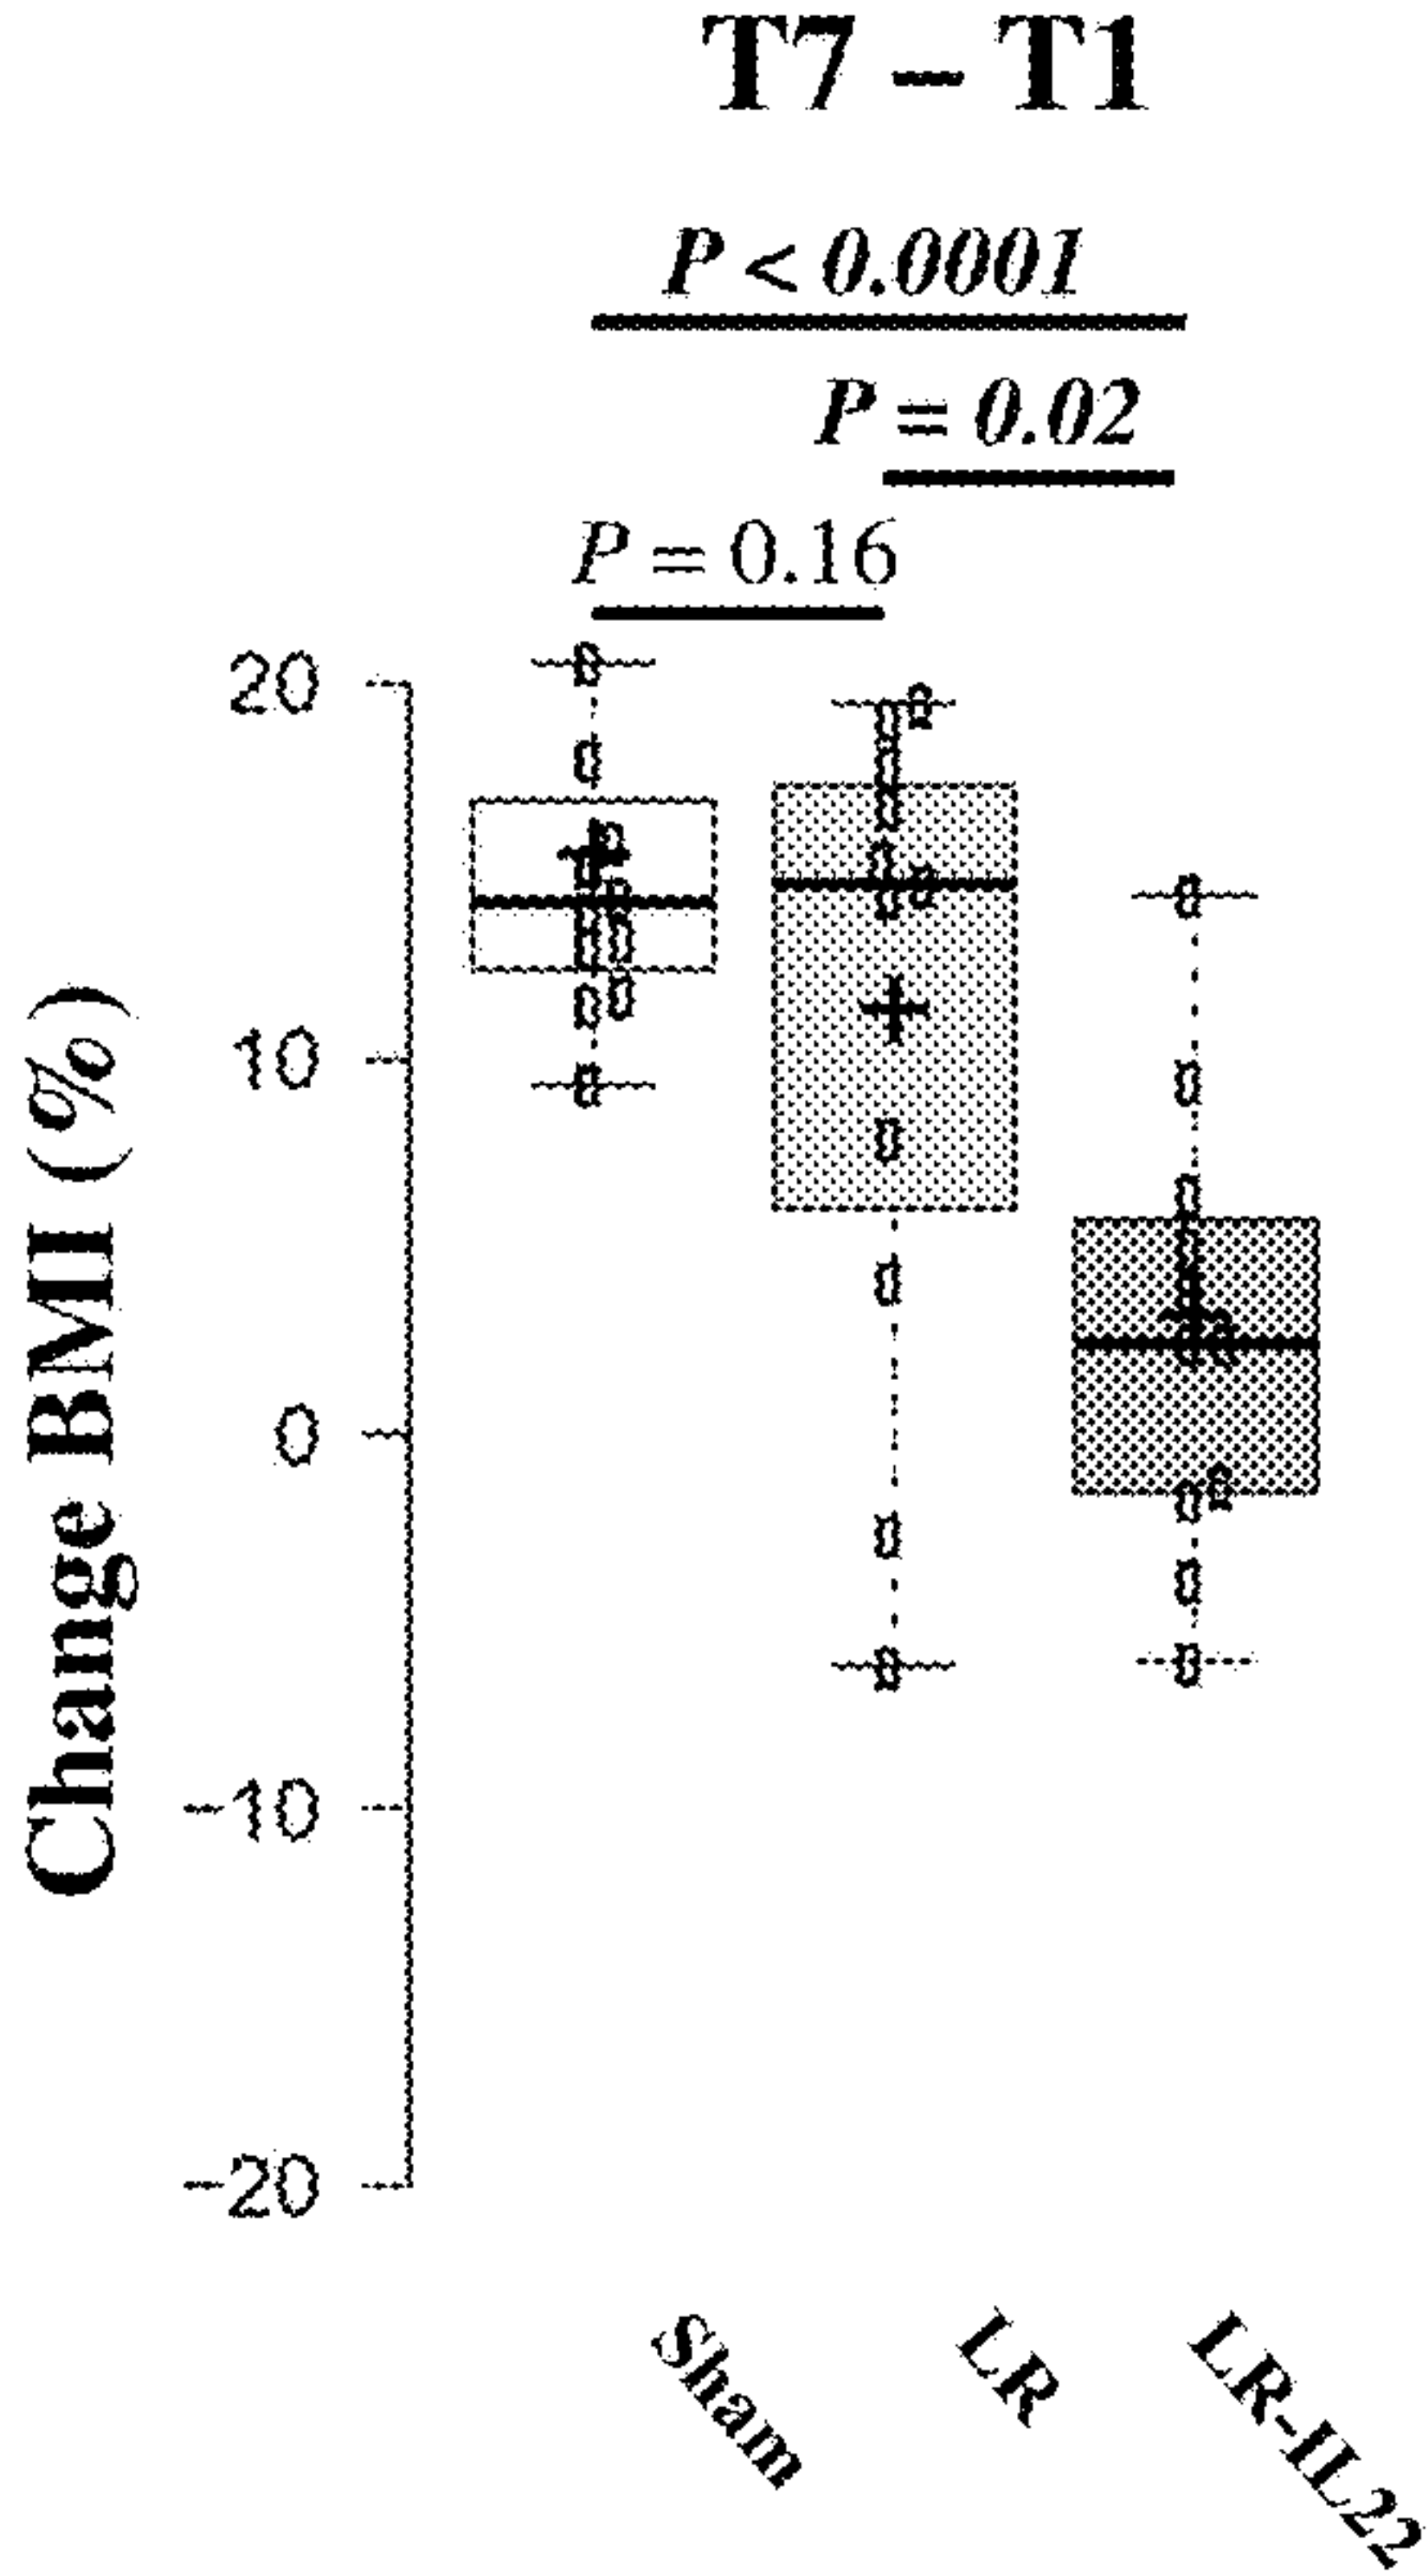 T7 – T1
P < 0.0001
P = 0.02
P = 0.16
Change BMI (%)
20
10
0
-10
-20
Sham
LR
LR-IL22